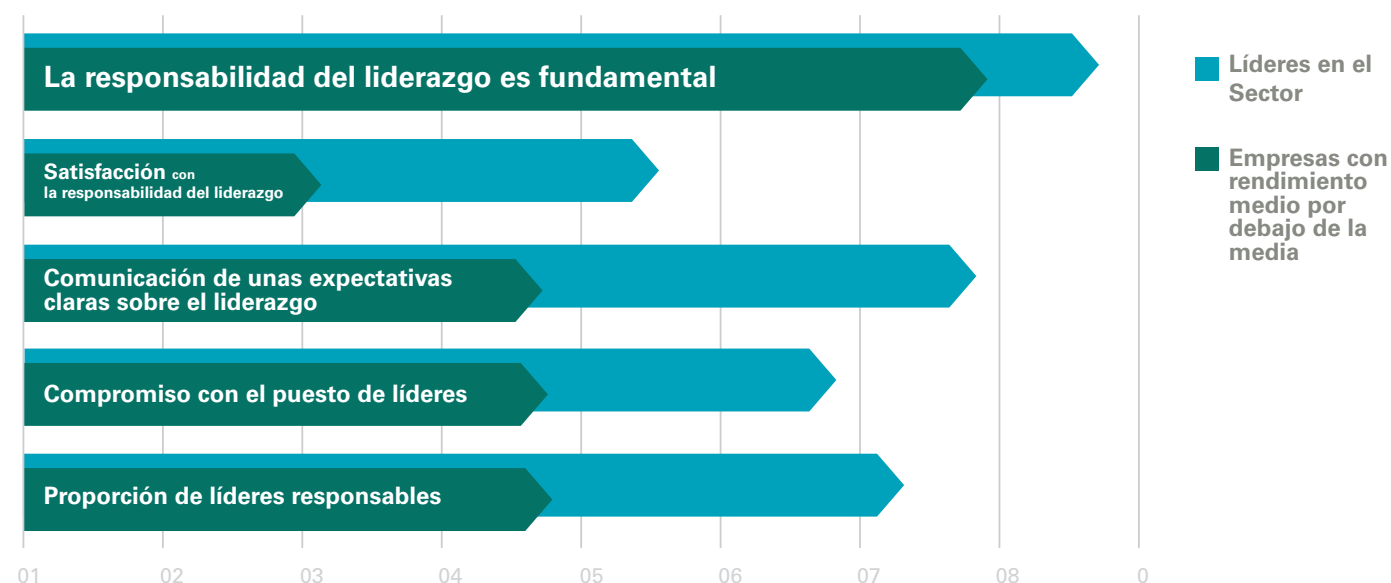 La responsabilidad del liderazgo es fundamental
Satisfacción con
la responsabilidad del liderazgo
Comunicación de unas expectativas
claras sobre el liderazgo
Compromiso con el puesto de líderes
Proporción de líderes responsables
01 02 03 04 05 06 07 08 0
Líderes en el
Sector
Empresas con
rendimiento
medio por
debajo de la
media